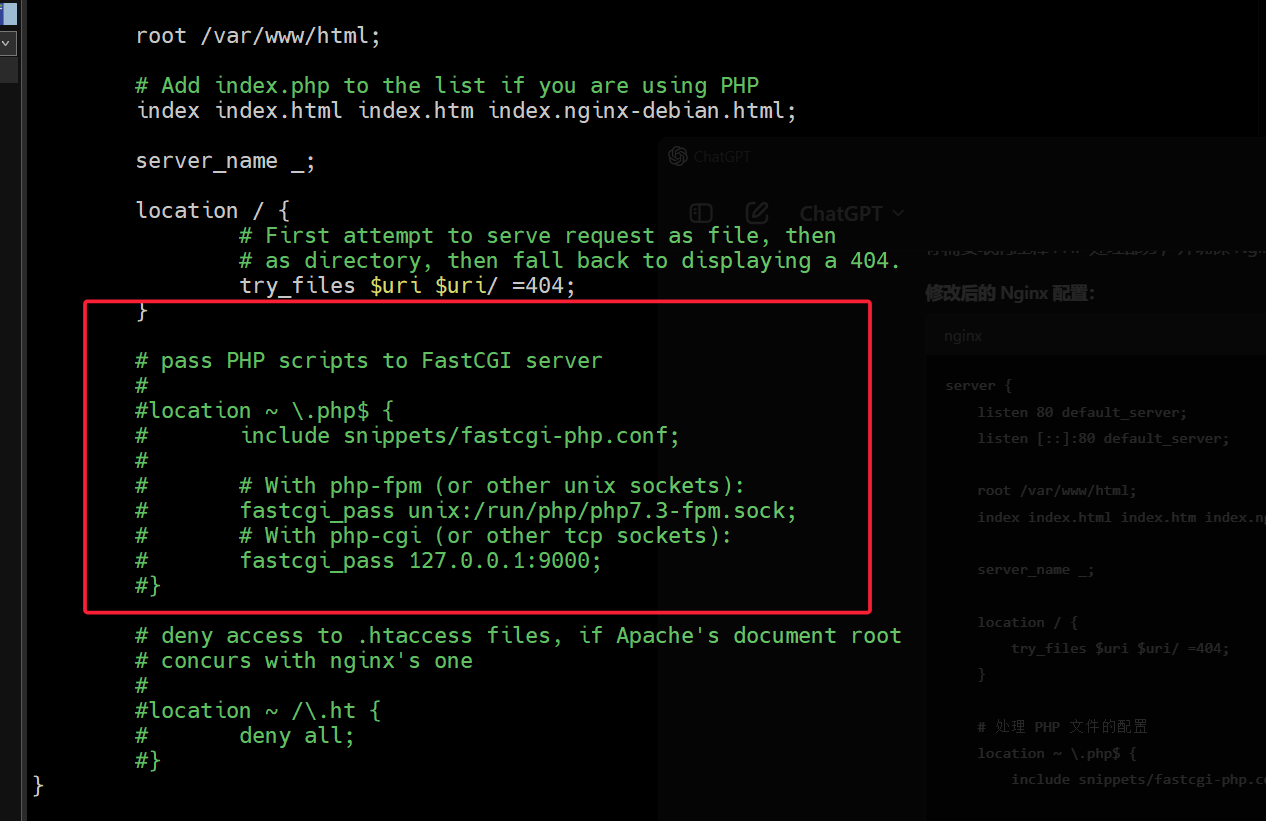 root /var/www/html;
# Add index.php to the list if you are using PHP
index index.html index.htm index.nginx-debian.html;
server_name _;
location / {
# First attempt to serve request as file, then
# as directory, then fall back to displaying a 404.
try_files $uri $uri/ =404;
}
# pass PHP scripts to FastCGI server
#
#location ~ \.php$ {
#       include snippets/fastcgi-php.conf;
#
#       # With php-fpm (or other unix sockets):
#       fastcgi_pass unix:/run/php/php7.3-fpm.sock;
#       # With php-cgi (or other tcp sockets):
#       fastcgi_pass 127.0.0.1:9000;
#}
# deny access to .htaccess files, if Apache's document root
# concurs with nginx's one
#
#location ~ /\.ht {
#       deny all;
#}
}
ChatGPT
ChatGPT
修改后的 Nginx 配置：
nginx
server {
listen 80 default_server;
listen [::]:80 default_server;
root /var/www/html;
index index.html index.htm
server_name _;
location / {
try_files $uri $uri/ =404;
}
# 处理 PHP 文件的配置
location ~ \.php$ {
include